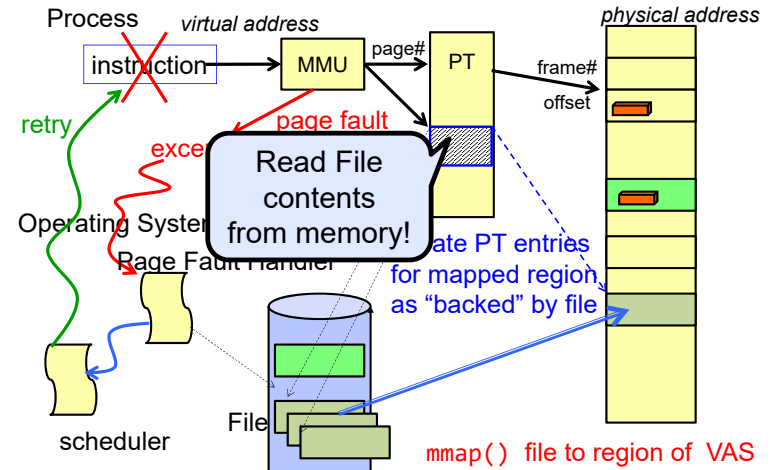 Process
virtual address
physical address
instruction
MMU
page#
PT
frame#
offset
retry
page fault
Read File
contents
from memory!
Operating
Page Fault Handler
PT entries
for mapped region
as “backed” by file
File
scheduler
mmap() file to region of VAS